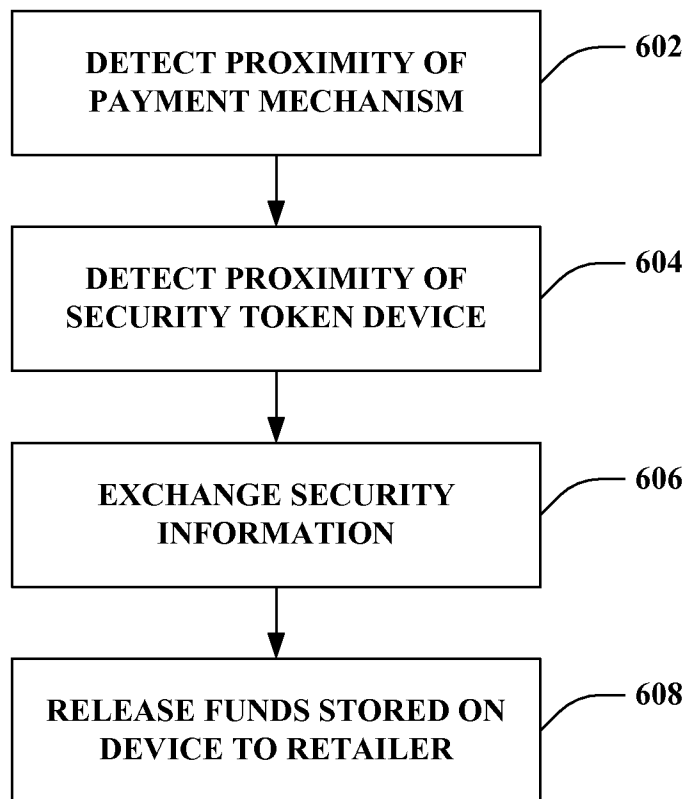 DETECT PROXIMITY OF
PAYMENT MECHANISM
602
DETECT PROXIMITY OF
SECURITY TOKEN DEVICE
604
EXCHANGE SECURITY
INFORMATION
606
RELEASE FUNDS STORED ON
DEVICE TO RETAILER
608